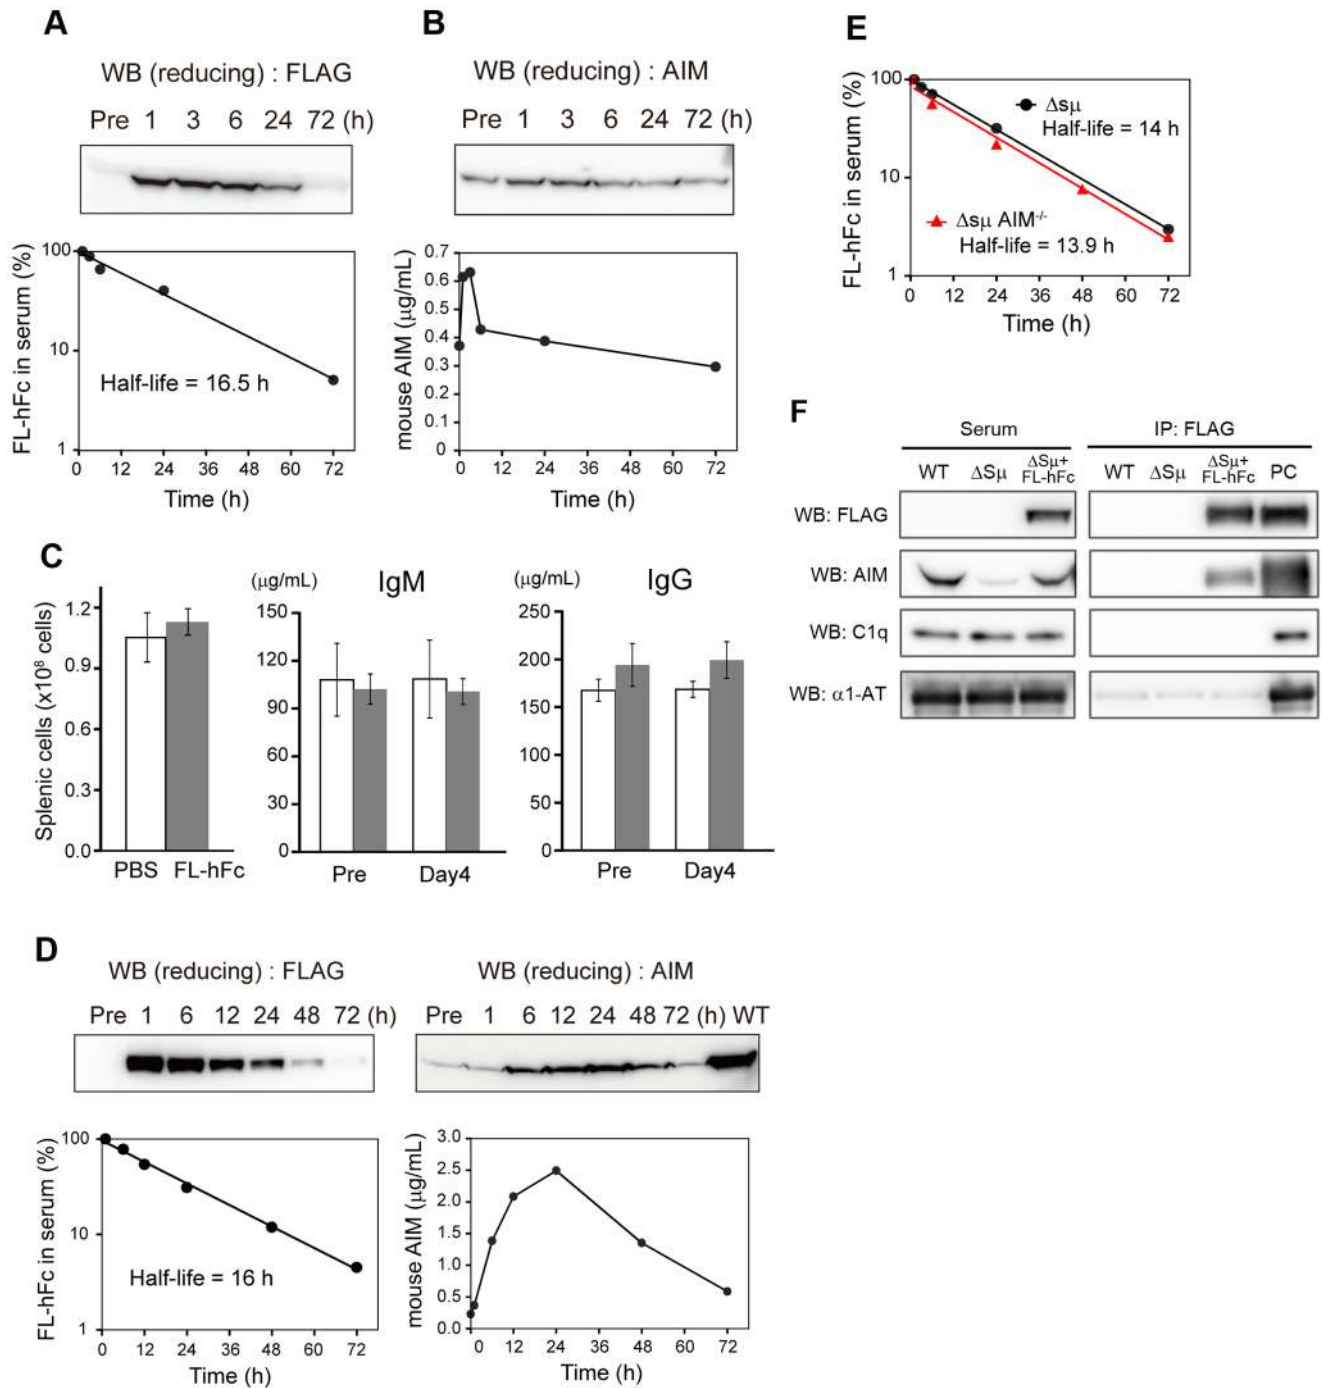 A
WB (reducing) : FLAG
Pre 1 3 6 24 72 (h)
FL-hFc in serum (%)
100
10
1
Half-life = 16.5 h
0 12 24 36 48 60 72
Time (h)
B
WB (reducing) : AIM
Pre 1 3 6 24 72 (h)
mouse AIM (μg/mL)
0.7
0.6
0.5
0.4
0.3
0.2
0.1
0
0 12 24 36 48 60 72
Time (h)
E
FL-hFc in serum (%)
100
10
1
Δsμ
Half-life = 14 h
Δsμ AIM-/-
Half-life = 13.9 h
0 12 24 36 48 60 72
Time (h)
F
Serum
IP: FLAG
WT ΔSμ ΔSμ+ FL-hFc
WT ΔSμ ΔSμ+ FL-hFc PC
WB: FLAG
WB: AIM
WB: C1q
WB: α1-AT
C
Splenic cells (x10⁸ cells)
1.2
0.9
0.6
0.3
0.0
PBS FL-hFc
(μg/mL)
IgM
150
120
90
60
30
0
Pre Day4
(μg/mL)
IgG
250
200
150
100
50
0
Pre Day4
D
WB (reducing) : FLAG
Pre 1 6 12 24 48 72 (h)
FL-hFc in serum (%)
100
10
1
Half-life = 16 h
0 12 24 36 48 60 72
Time (h)
WB (reducing) : AIM
Pre 1 6 12 24 48 72 (h) WT
mouse AIM (μg/mL)
3.0
2.5
2.0
1.5
1.0
0.5
0.0
0 12 24 36 48 60 72
Time (h)